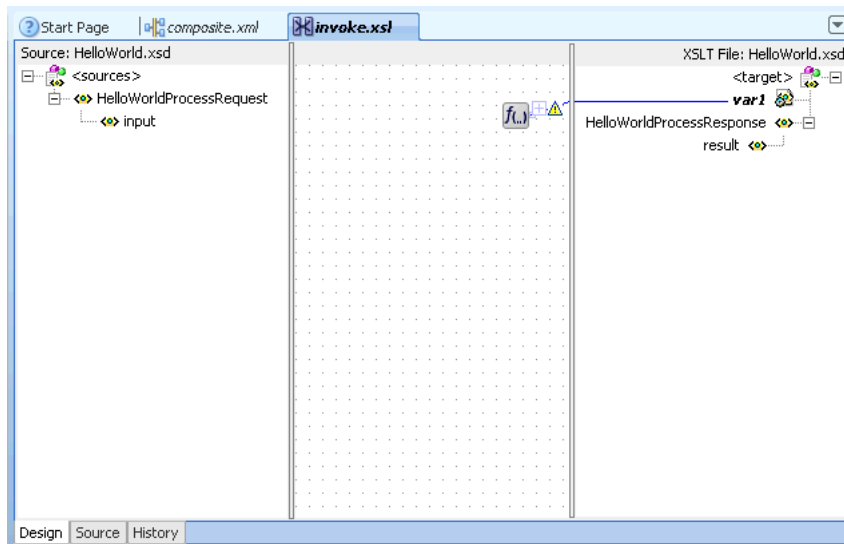 Start Page composite.xml invoke.xsl
Source: HelloWorld.xsd XSLT File: HelloWorld.xsd
<sources> <target>
HelloWorldProcessRequest var1
f(..) HelloWorldProcessResponse
input result
Design Source History